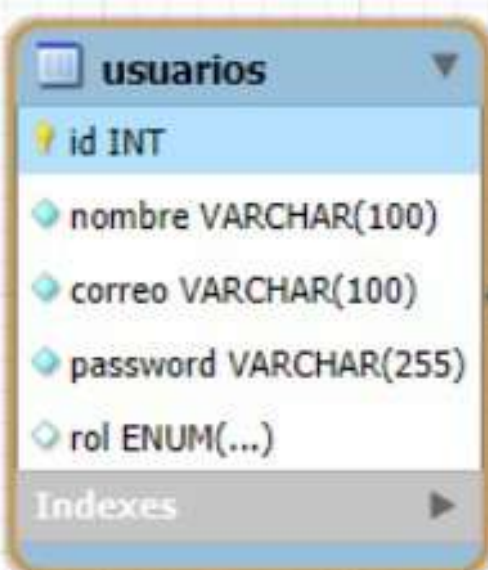 usuarios
id INT
nombre VARCHAR(100)
correo VARCHAR(100)
password VARCHAR(255)
rol ENUM(...)
Indexes